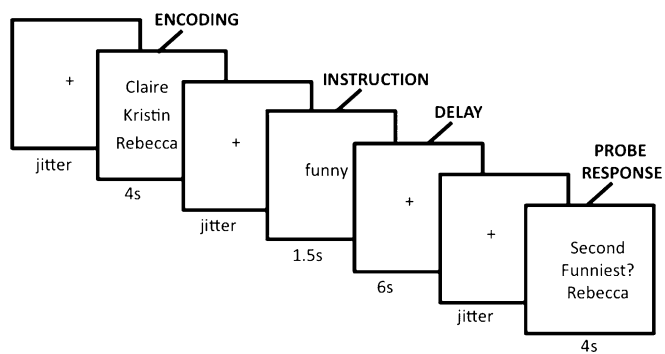 ENCODING
+
jitter
Claire
Kristin
Rebecca
4s
+
jitter
INSTRUCTION
funny
1.5s
DELAY
+
6s
+
jitter
PROBE
RESPONSE
Second
Funniest?
Rebecca
4s